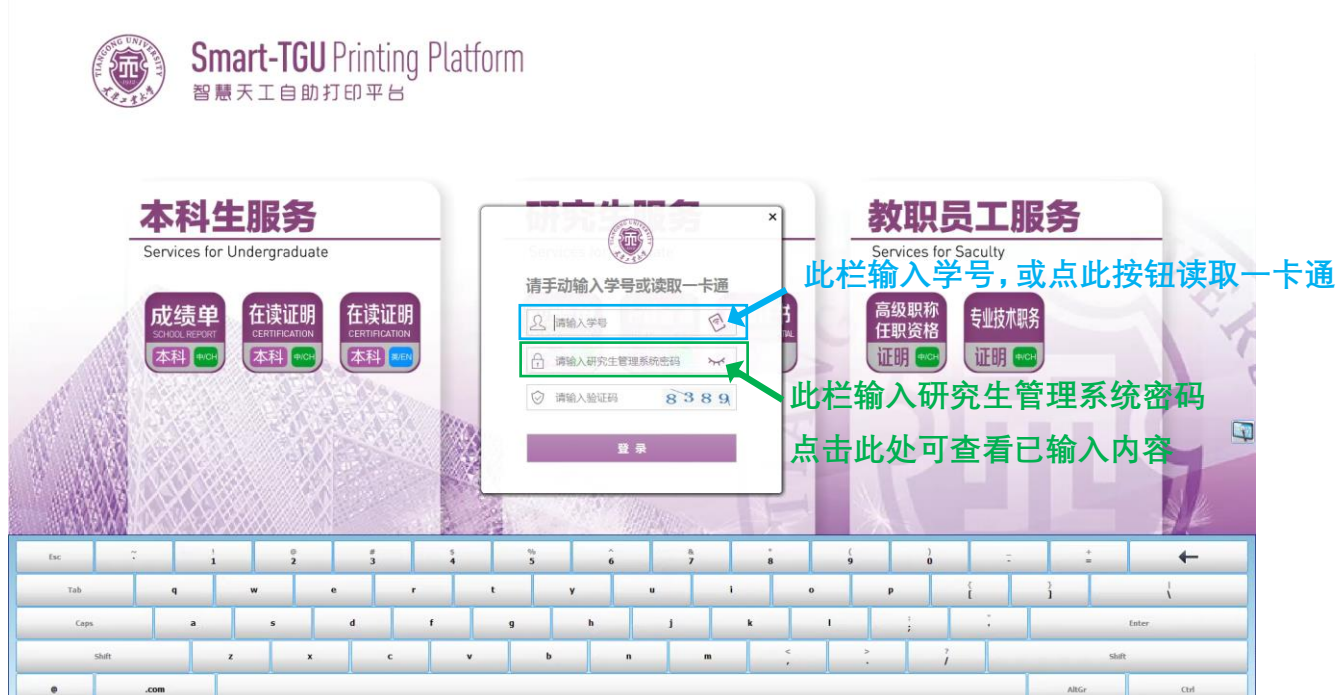 TIANGONG UNIVERSITY
Smart-TGU Printing Platform
智慧天工自助打印平台
本科生服务
Services for Undergraduate
成绩单
SCHOOL REPORT
本科 中/CH
在读证明
CERTIFICATION
本科 中/CH
在读证明
CERTIFICATION
本科 英/EN
研究生服务
×
请手动输入学号或读取一卡通
请输入学号
请输入研究生管理系统密码
请输入验证码
8389
登 录
教职员工服务
Services for Saculty
高级职称
任职资格
证明 中/CH
专业技术职务
证明 中/CH
此栏输入学号，或点此按钮读取一卡通
此栏输入研究生管理系统密码
点击此处可查看已输入内容
Esc ~ ! 1 @ 2 # 3 $ 4 % 5 ^ 6 & 7 * 8 ( 9 ) 0 _ - + = ←
Tab q w e r t y u i o p { [ } ] | \
Caps a s d f g h j k l : ; Enter
Shift z x c v b n m < , > . ? / Shift
@ .com AltGr Ctrl